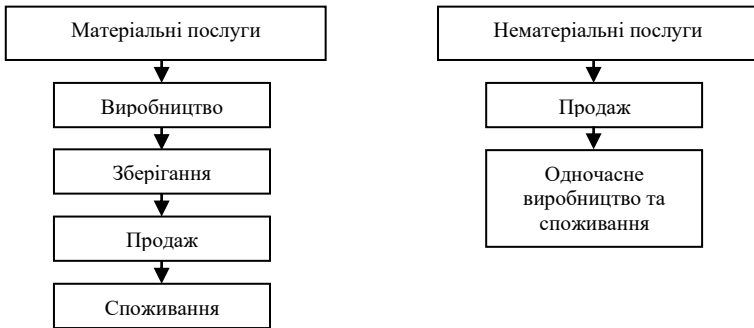 Матеріальні послуги
Виробництво
Зберігання
Продаж
Споживання
Нематеріальні послуги
Продаж
Одночасне
виробництво та
споживання